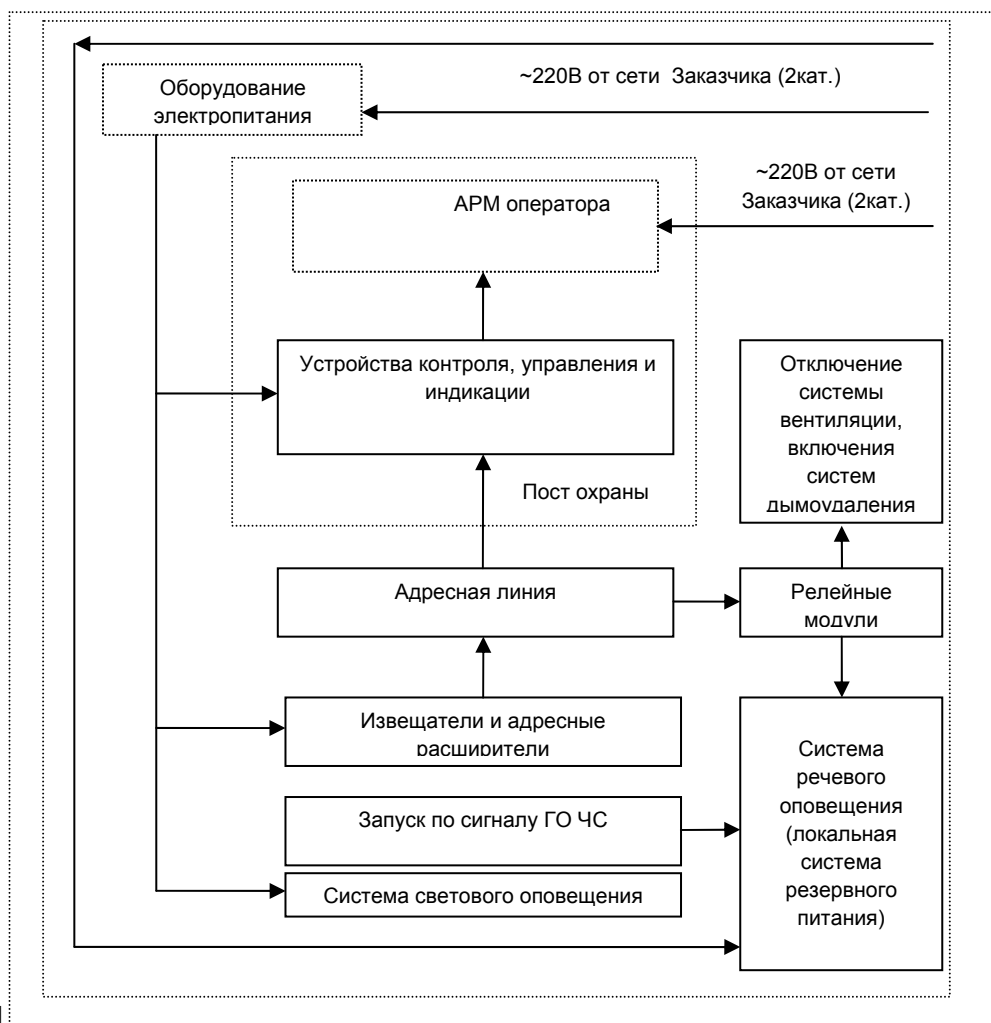 ~220В от сети Заказчика (2кат.)
Оборудование
электропитания
~220В от сети
Заказчика (2кат.)
АРМ оператора
Устройства контроля, управления и
индикации
Отключение
системы
вентиляции,
включения
систем
дымоудаления
Пост охраны
Адресная линия
Релейные
модули
Извещатели и адресные
расширители
Система
речевого
оповещения
(локальная
система
резервного
питания)
Запуск по сигналу ГО ЧС
Система светового оповещения